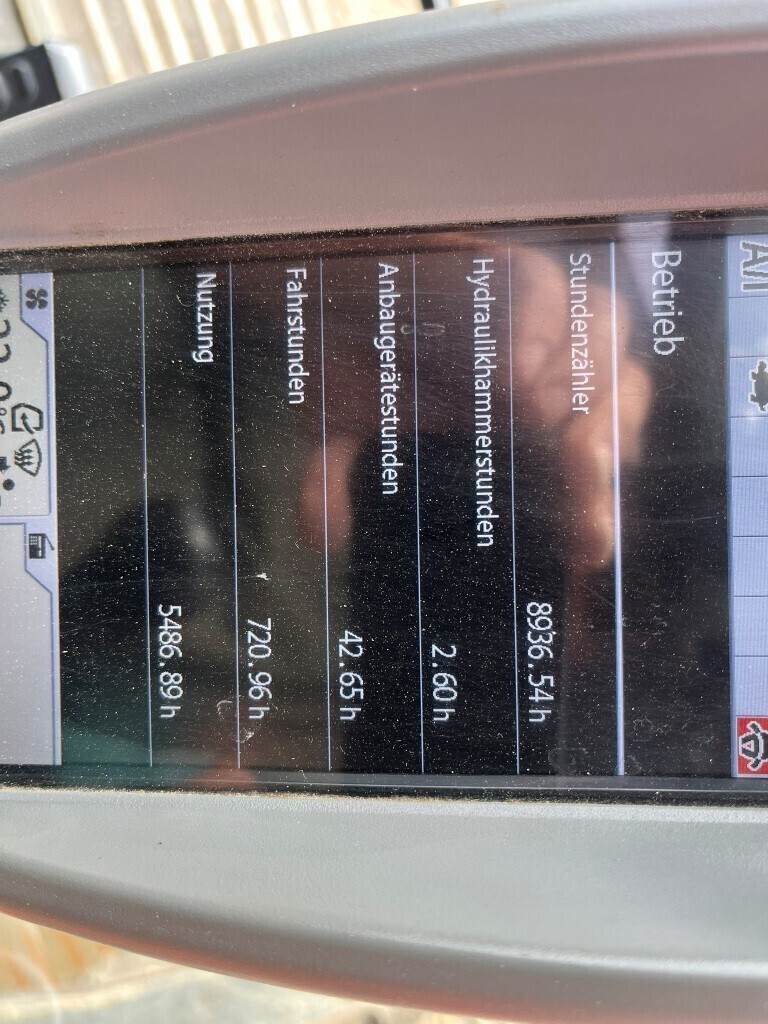 A/I
Betrieb
Stundenzähler 8936.54 h
Hydraulikhammerstunden 2.60 h
Anbaugerätestunden 42.65 h
Fahrstunden 720.96 h
Nutzung 5486.89 h